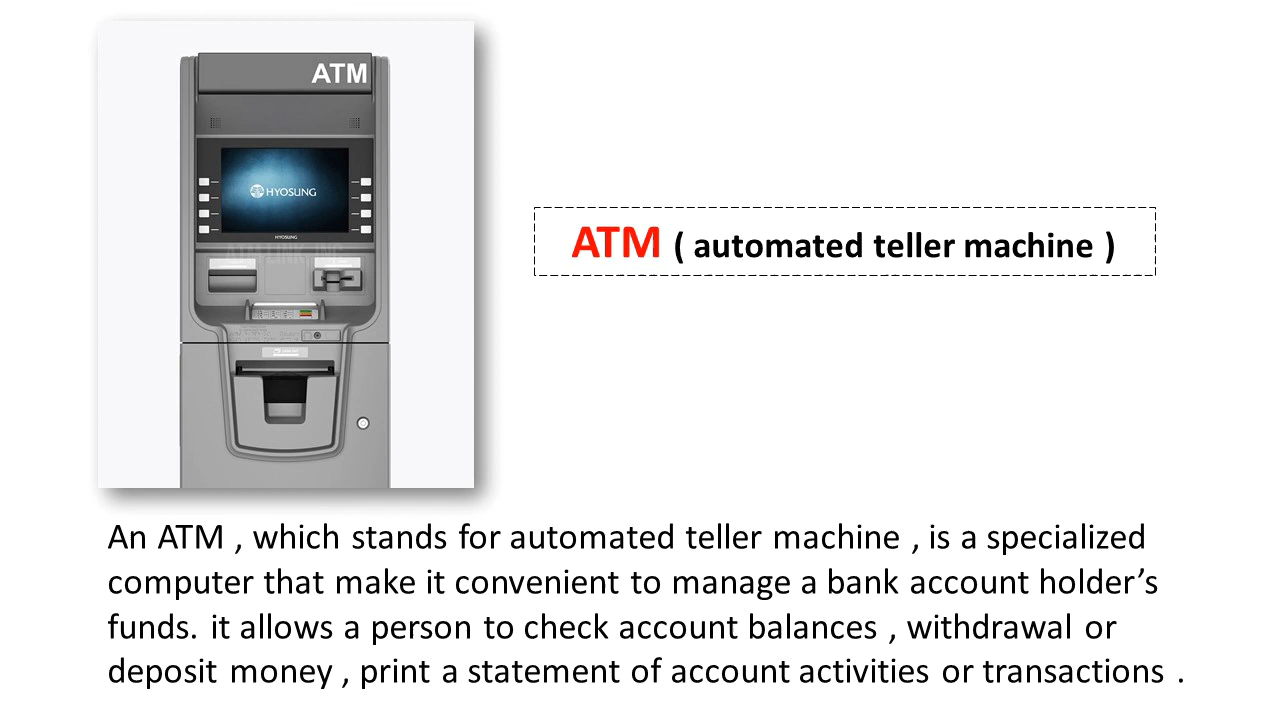 ATM
HYOSUNG
HYOSUNG
ATM ( automated teller machine )
An ATM , which stands for automated teller machine , is a specialized
computer that make it convenient to manage a bank account holder’s
funds. it allows a person to check account balances , withdrawal or
deposit money , print a statement of account activities or transactions .